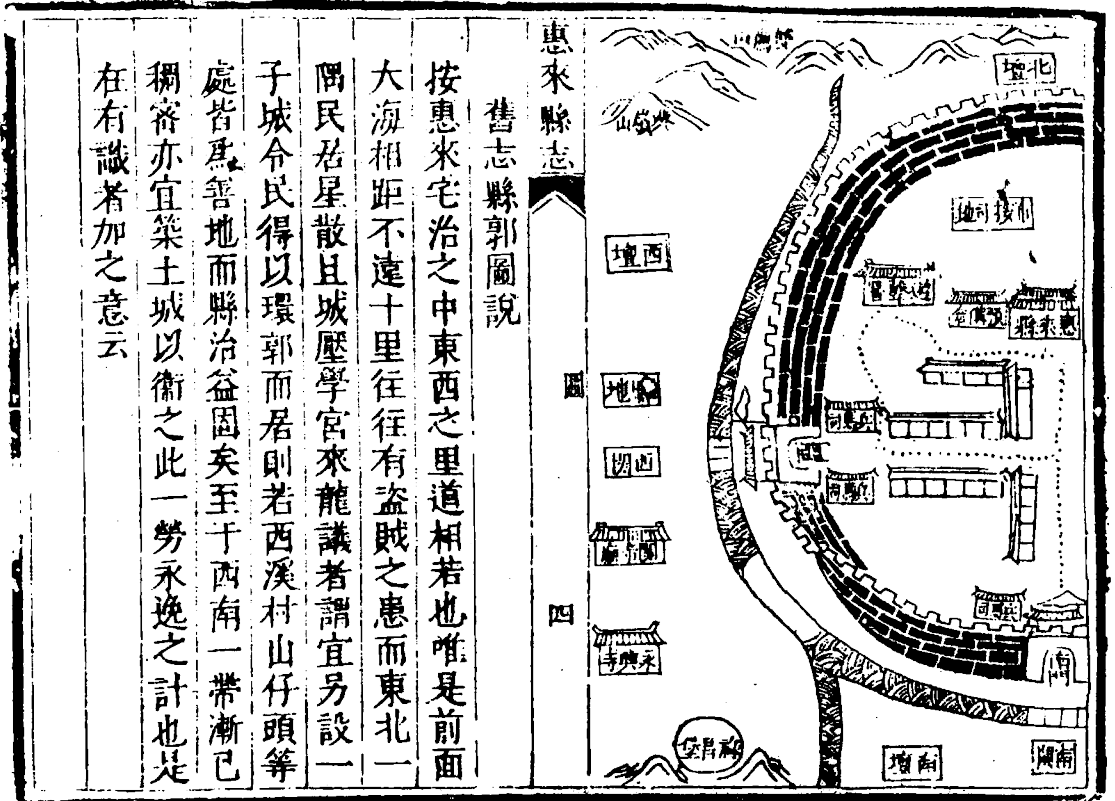 北壇
西壇
西関
永興寺
惠來縣
南門
南壇
南關
惠來縣志
圖
四
舊志縣郭圖說
按惠來宅治之中東西之里道相若也唯是前面
大海相距不遠十里往往有盜賊之患而東北一
隅民居星散且城壓學宮來龍議者謂宜另設一
子城令民得以環郭而居則若西溪村山仔頭等
處皆爲善地而縣治益固矣至于西南一帶漸已
稠密亦宜築土城以衛之此一勞永逸之計也是
在有識者加之意云